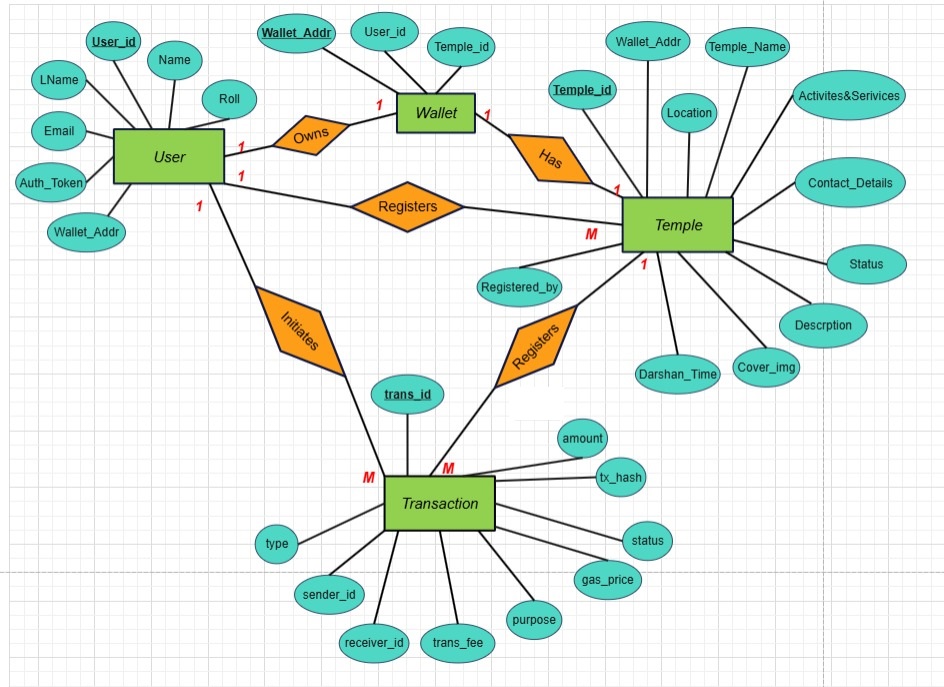 Wallet_Addr
User_id
Temple_id
User_id
Name
LName
Roll
Email
Auth_Token
Wallet_Addr
User
1
1
1
Owns
1
Wallet
1
Has
1
Wallet_Addr
Temple_Name
Temple_id
Location
Activites&Serivices
Contact_Details
Status
Descrption
Cover_img
Darshan_Time
Registered_by
Temple
Registers
M
1
Initiates
Registers
trans_id
M
M
Transaction
amount
tx_hash
status
gas_price
purpose
trans_fee
receiver_id
sender_id
type